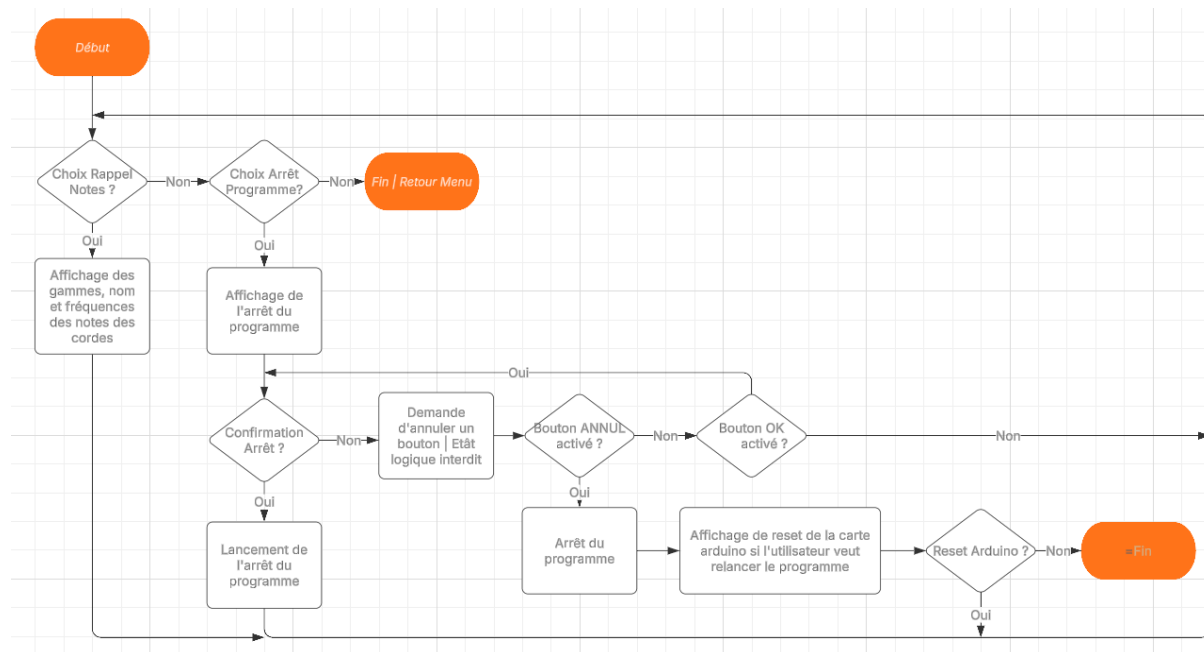 Début
Choix Rappel
Notes ?
Non
Choix Arrêt
Programme?
Non
Fin | Retour Menu
Oui
Oui
Affichage des
gammes, nom
et fréquences
des notes des
cordes
Affichage de
l'arrêt du
programme
Oui
Confirmation
Arrêt ?
Non
Demande
d'annuler un
bouton | Etât
logique interdit
Bouton ANNUL
activé ?
Non
Bouton OK
activé ?
Non
Oui
Oui
Lancement de
l'arrêt du
programme
Arrêt du
programme
Affichage de reset de la carte
arduino si l'utilisateur veut
relancer le programme
Reset Arduino ?
Non
=Fin
Oui